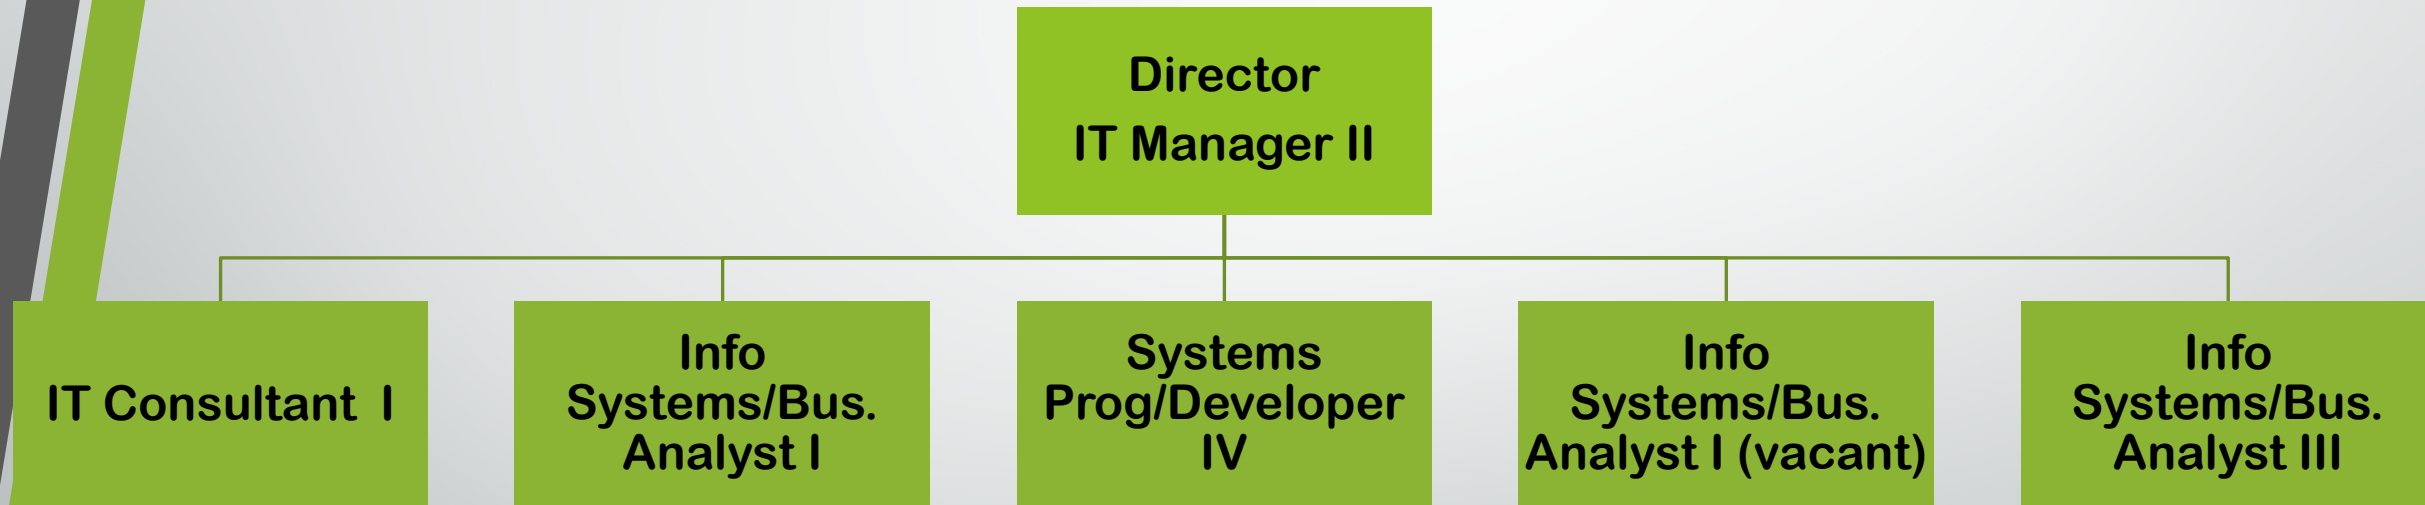 Director
IT Manager II
IT Consultant  I
Info
Systems/Bus.
Analyst I
Systems
Prog/Developer
IV
Info
Systems/Bus.
Analyst I (vacant)
Info
Systems/Bus.
Analyst III